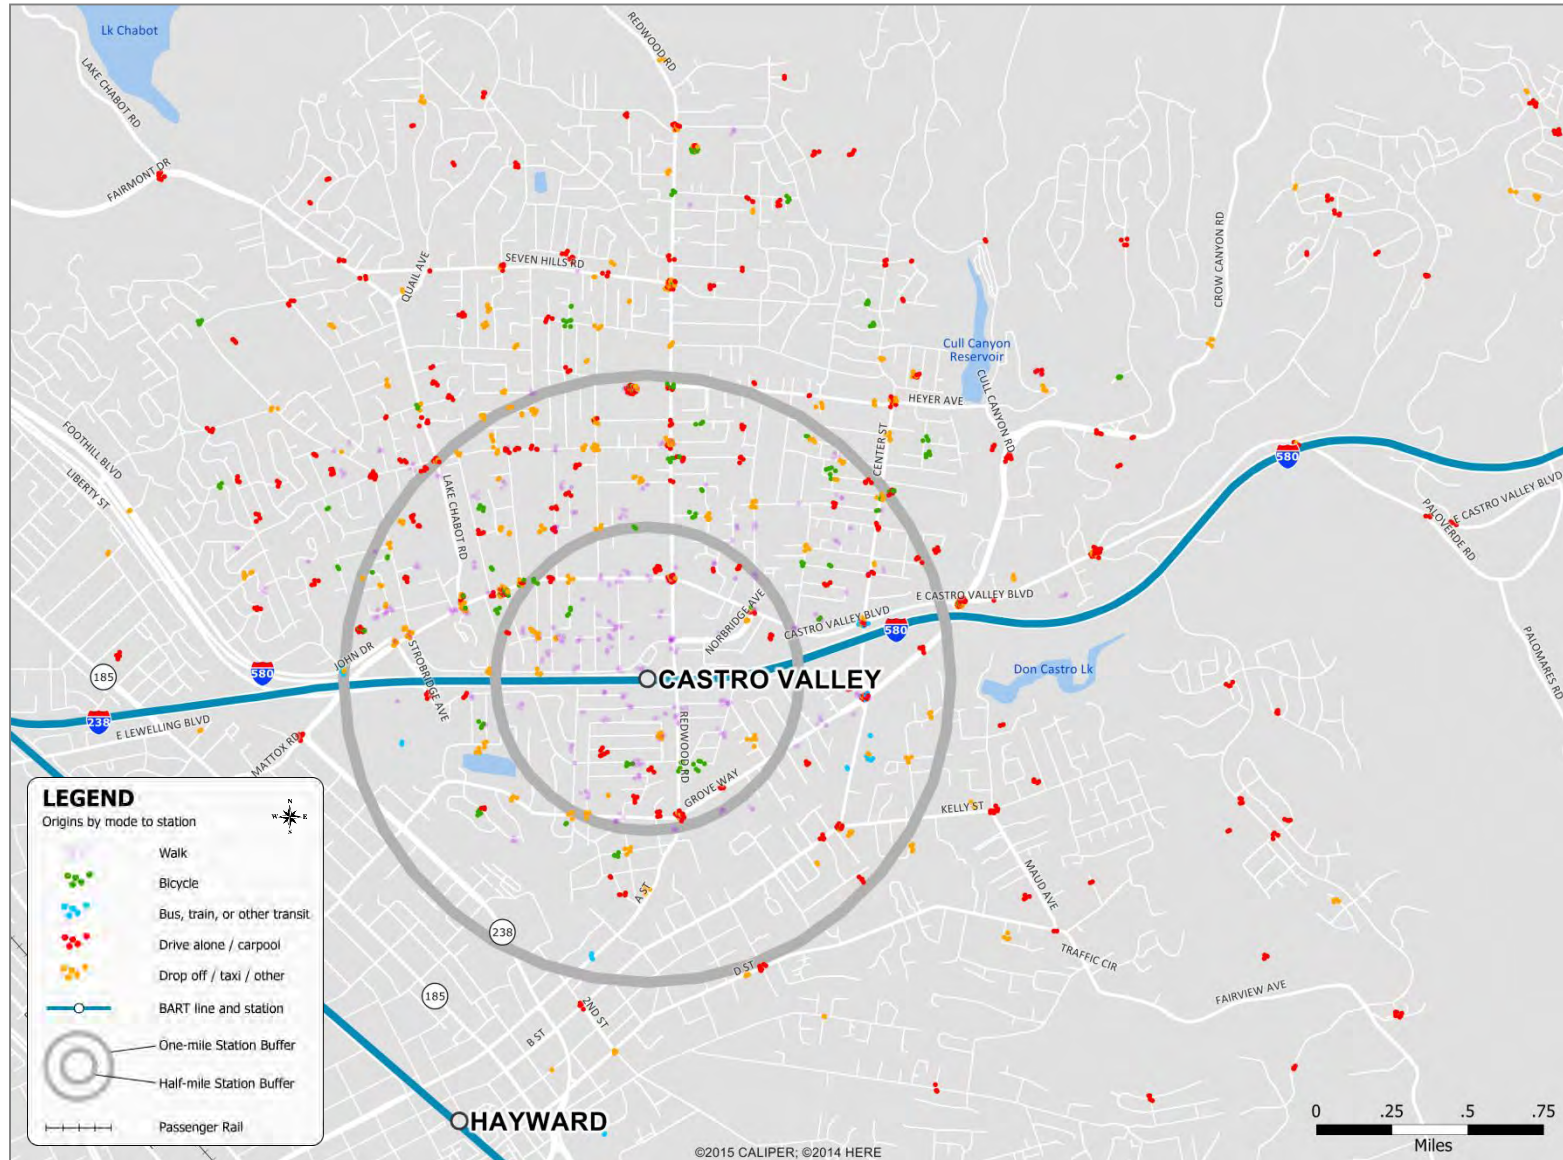 Lk Chabot
LAKE CHABOT RD
REDWOOD RD
FAIRMONT DR
QUAIL AVE
SEVEN HILLS RD
CROW CANYON RD
Cull Canyon
Reservoir
CULL CANYON RD
HEYER AVE
CENTER ST
FOOTHILL BLVD
LIBERTY ST
LAKE CHABOT RD
580
E CASTRO VALLEY BLVD
PALOVERDE RD
E CASTRO VALLEY BLVD
CASTRO VALLEY BLVD
NORBRIDGE AVE
580
JOHN DR
STROBRIDGE AVE
Don Castro Lk
PALOMARES RD
185
580
CASTRO VALLEY
238
E LEWELLING BLVD
MATTOX RD
REDWOOD RD
GROVE WAY
KELLY ST
MAUD AVE
A ST
238
D ST
TRAFFIC CIR
FAIRVIEW AVE
185
2ND ST
B ST
HAYWARD
LEGEND
Origins by mode to station
N
W E
S
Walk
Bicycle
Bus, train, or other transit
Drive alone / carpool
Drop off / taxi / other
BART line and station
One-mile Station Buffer
Half-mile Station Buffer
Passenger Rail
0 .25 .5 .75
Miles
©2015 CALIPER; ©2014 HERE